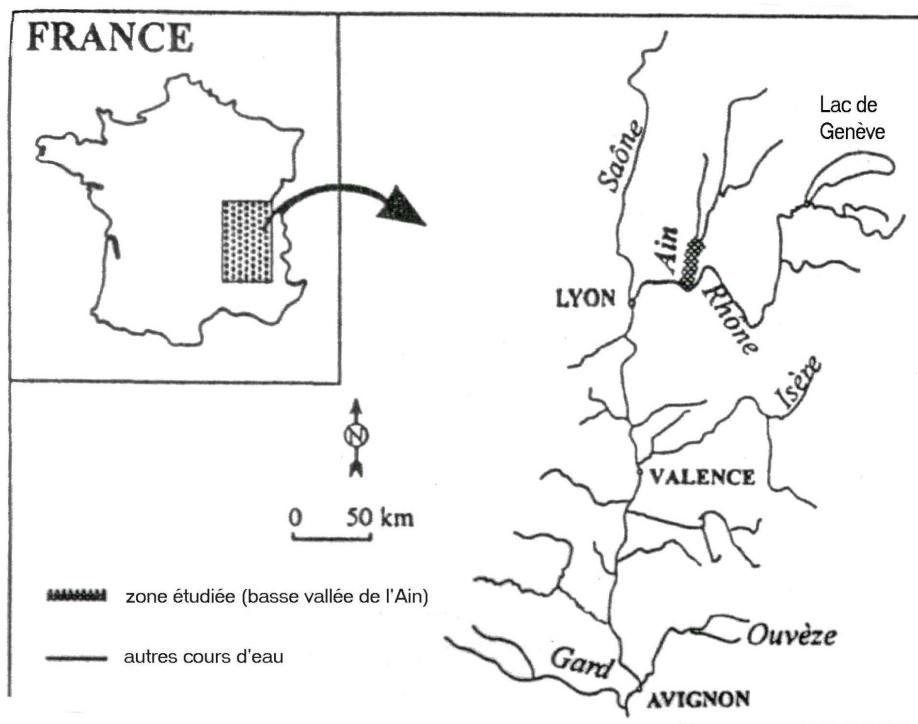 FRANCE
Lac de
Genève
Saône
Ain
LYON
Rhône
Isère
N
VALENCE
0 50 km
zone étudiée (basse vallée de l'Ain)
Ouvèze
autres cours d'eau
Gard
AVIGNON